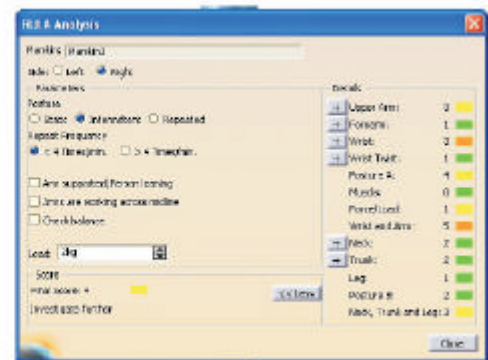 RULA Analysis
Manikin: Manikin1
Side: Left Right
Parameters
Posture
Static Intermittent Repeated
Repeat Frequency
< 4 Times/min. > 4 Times/min.
Arm supported/Person leaning
Arms are working across midline
Check balance
Load: 2kg
Score
Final Score: 4
Investigate further
Details
Upper Arm: 3
Forearm: 1
Wrist: 3
Wrist Twist: 1
Posture A: 4
Muscle: 0
Force/Load: 1
Wrist and Arm: 5
Neck: 2
Trunk: 2
Leg: 1
Posture B: 2
Neck, Trunk and Leg: 3
Close